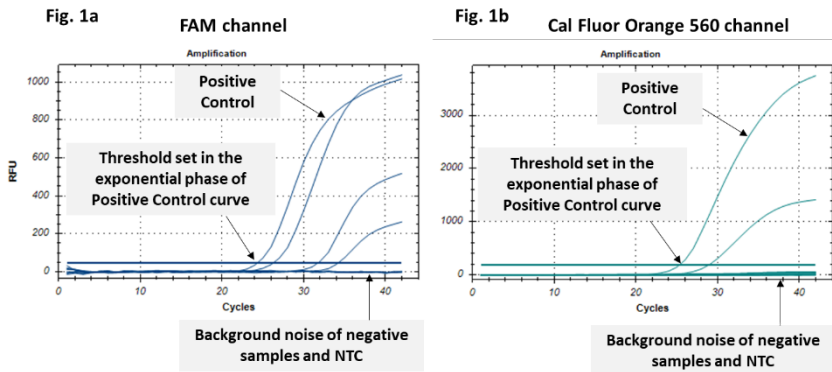 Fig. 1a
FAM channel
Amplification
1000
800
600
400
200
0
RFU
0
10
20
30
40
Cycles
Positive
Control
Threshold set in the
exponential phase of
Positive Control curve
Background noise of negative
samples and NTC
Fig. 1b
Cal Fluor Orange 560 channel
Amplification
3000
2000
1000
0
0
10
20
30
40
Cycles
Positive
Control
Threshold set in the
exponential phase of
Positive Control curve
Background noise of negative
samples and NTC